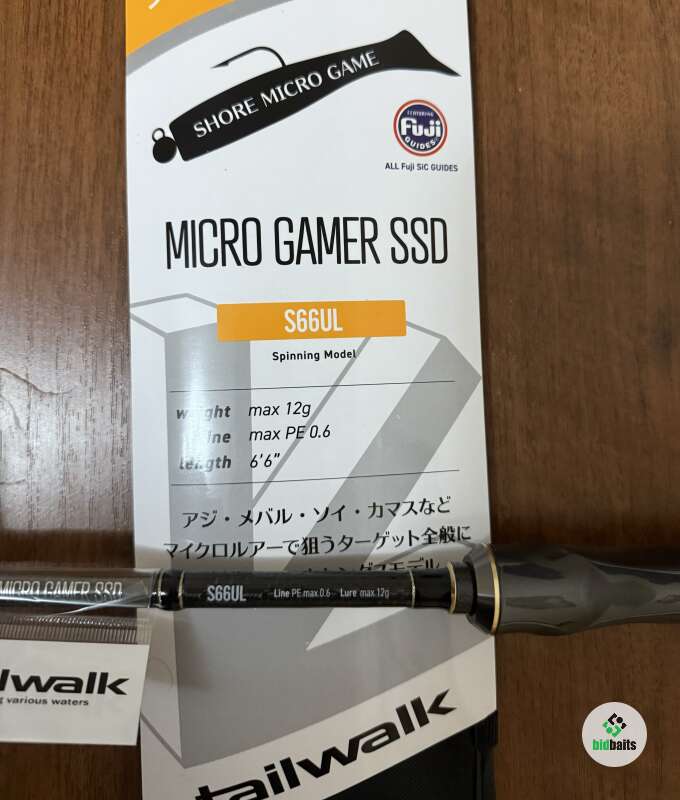 SHORE MICRO GAME
FEATURING
Fuji
GUIDES
ALL Fuji SiC GUIDES
MICRO GAMER SSD
S66UL
Spinning Model
weight max 12g
line max PE 0.6
length 6'6"
アジ・メバル・ソイ・カマスなど
マイクロルアーで狙うターゲット全般に
MICRO GAMER SSD S66UL Line PE max.0.6 Lure max.12g
lwalk
various waters
tailwalk
bidbaits